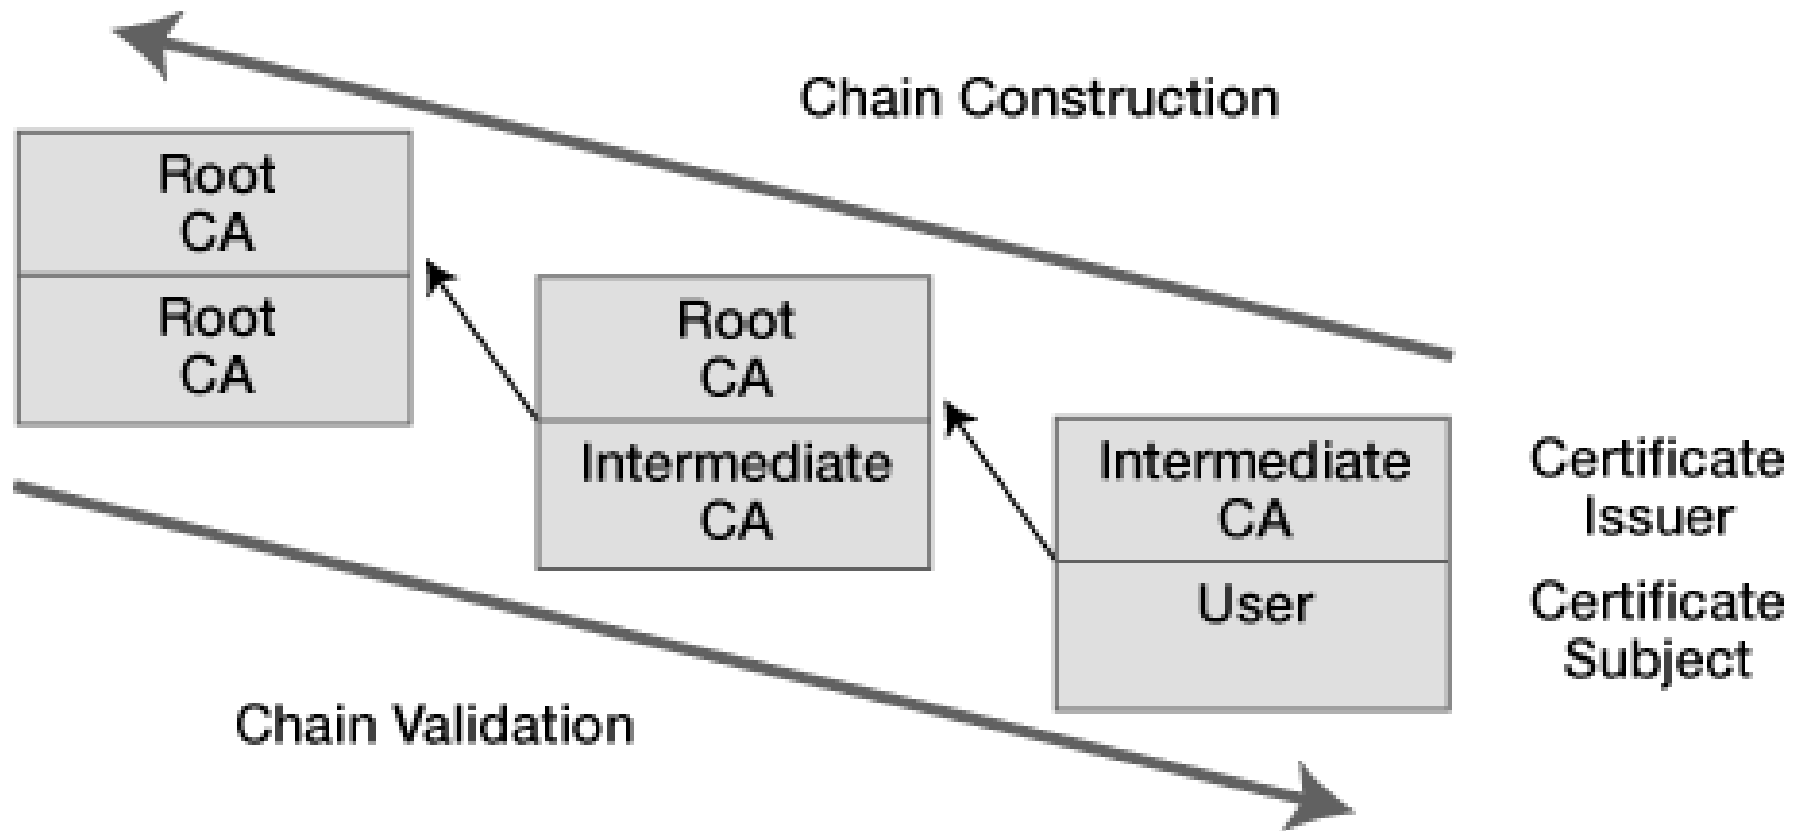 Chain Construction
Root
CA
Root
CA
Root
CA
Intermediate
CA
Intermediate
CA
User
Certificate
Issuer
Certificate
Subject
Chain Validation